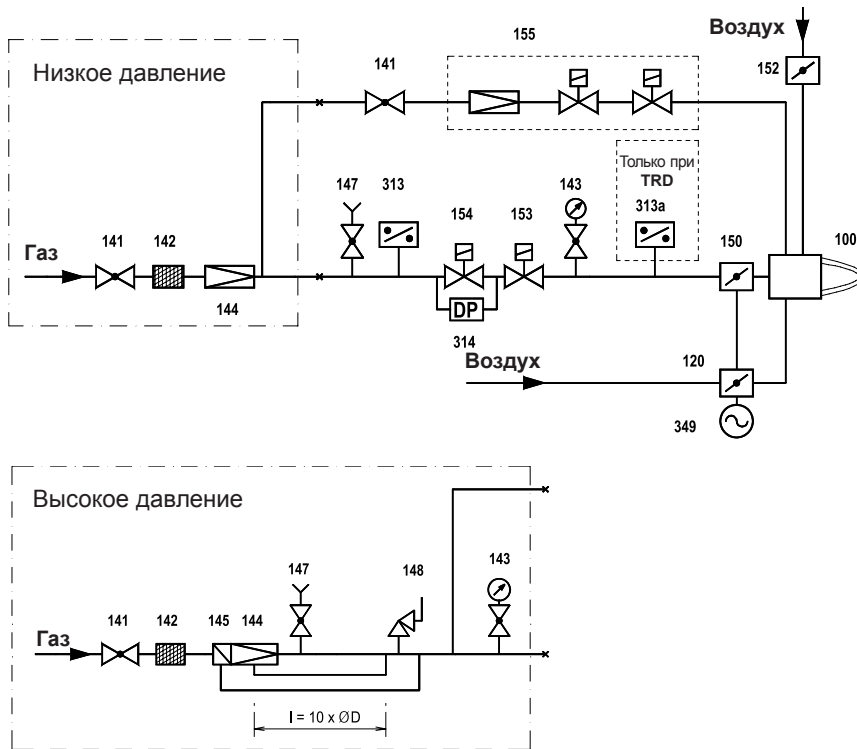 Воздух
155
152
Низкое давление
141
Только при
TRD
147
313
154
153
143
313a
150
100
Газ
141
142
144
DP
314
Воздух
120
349
Высокое давление
147
148
143
141
142
145
144
Газ
l = 10 x ØD